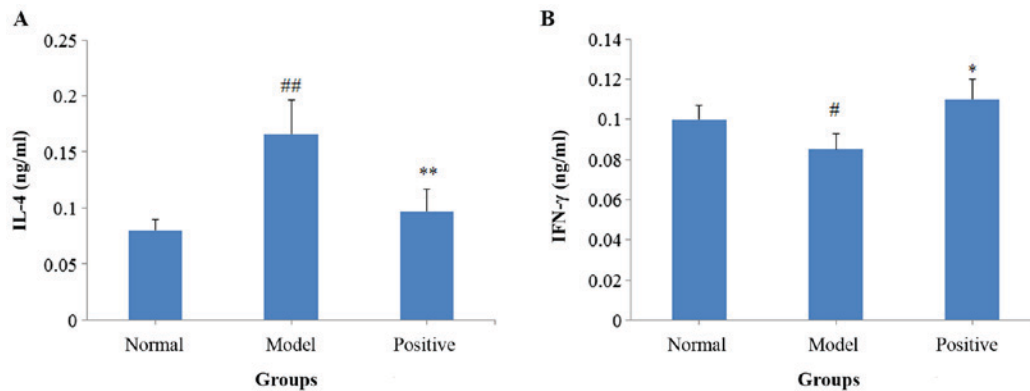 A
IL-4 (ng/ml)
0.25
0.2
0.15
0.1
0.05
0
##
**
Normal Model Positive
Groups
B
IFN-γ (ng/ml)
0.14
0.12
0.1
0.08
0.06
0.04
0.02
0
#
*
Normal Model Positive
Groups